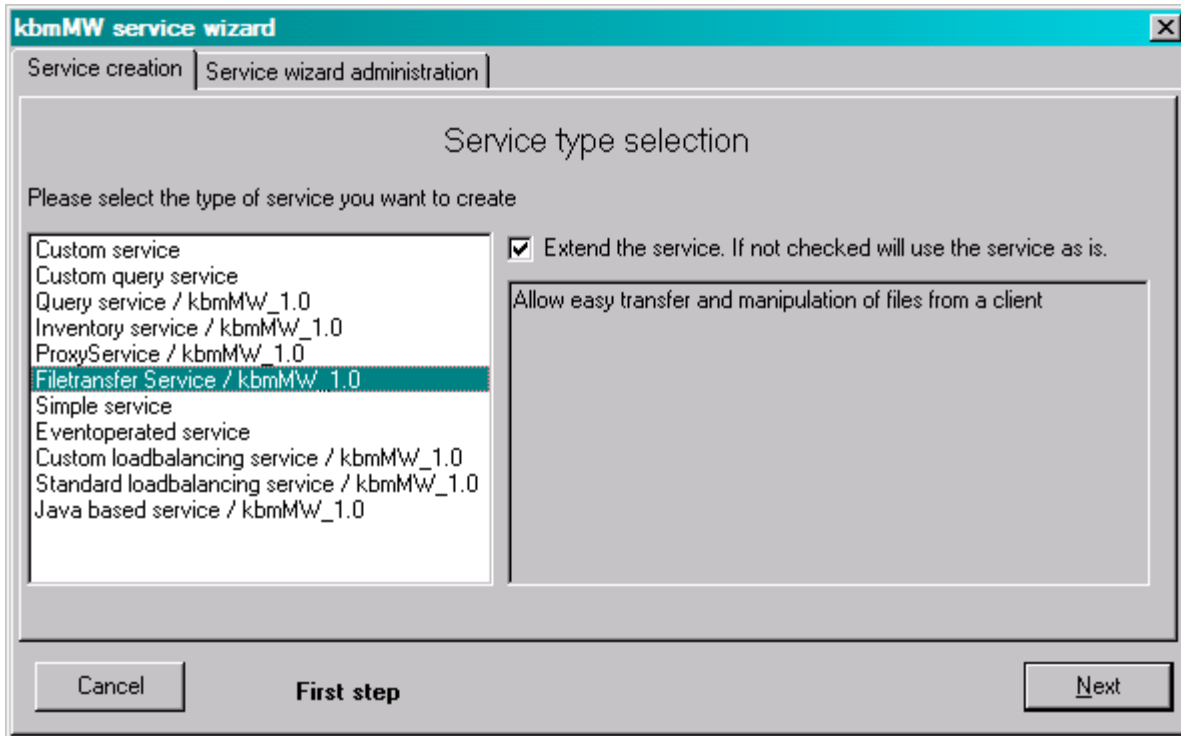 kbmMW service wizard
Service creation
Service wizard administration
Service type selection
Please select the type of service you want to create
Custom service
Custom query service
Query service / kbmMW_1.0
Inventory service / kbmMW_1.0
ProxyService / kbmMW_1.0
Filetransfer Service / kbmMW_1.0
Simple service
Eventoperated service
Custom loadbalancing service / kbmMW_1.0
Standard loadbalancing service / kbmMW_1.0
Java based service / kbmMW_1.0
Extend the service. If not checked will use the service as is.
Allow easy transfer and manipulation of files from a client
Cancel
First step
Next